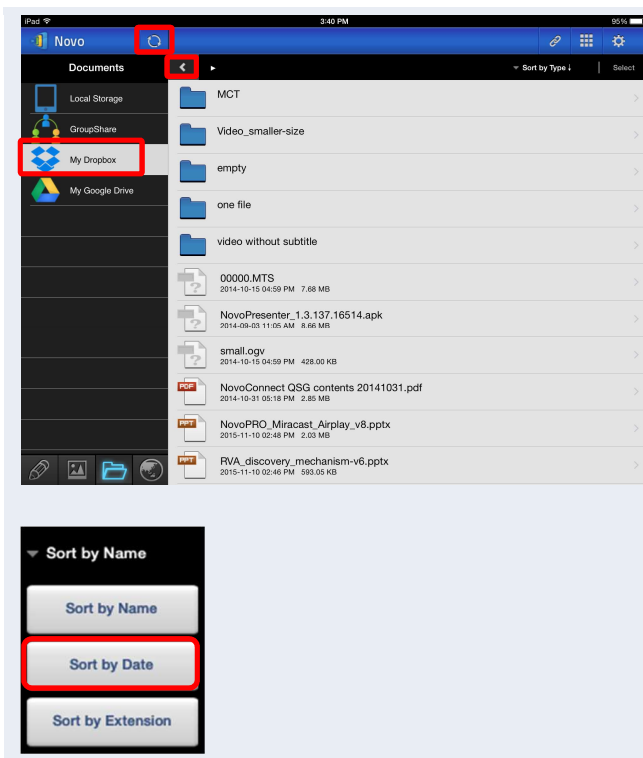 iPad 3:40 PM 95%
Novo
Documents
Sort by Type ↓ Select
Local Storage
GroupShare
My Dropbox
My Google Drive
MCT
Video_smaller-size
empty
one file
video without subtitle
00000.MTS
2014-10-15 04:59 PM 7.68 MB
NovoPresenter_1.3.137.16514.apk
2014-09-03 11:05 AM 8.66 MB
small.ogv
2014-10-15 04:59 PM 428.00 KB
PDF
NovoConnect QSG contents 20141031.pdf
2014-10-31 05:18 PM 2.85 MB
PPT
NovoPRO_Miracast_Airplay_v8.pptx
2015-11-10 02:48 PM 2.03 MB
PPT
RVA_discovery_mechanism-v6.pptx
2015-11-10 02:46 PM 593.05 KB
Sort by Name
Sort by Name
Sort by Date
Sort by Extension